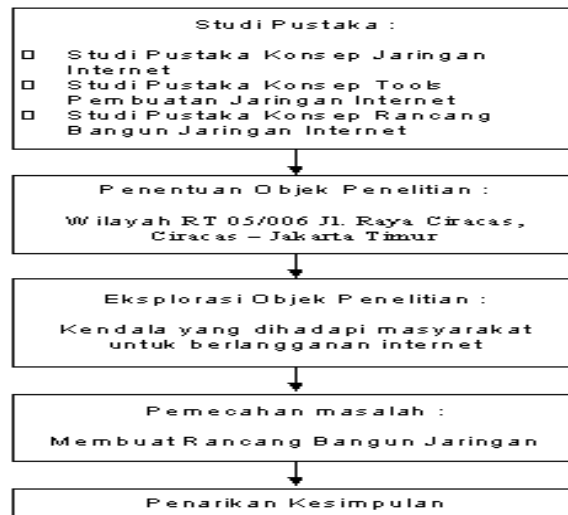 Studi Pustaka :
□ Studi Pustaka Konsep Jaringan
Internet
□ Studi Pustaka Konsep Tools
Pembuatan Jaringan Internet
□ Studi Pustaka Konsep Rancang
Bangun Jaringan Internet
Penentuan Objek Penelitian :
Wilayah RT 05/006 Jl. Raya Ciracas,
Ciracas – Jakarta Timur
Eksplorasi Objek Penelitian :
Kendala yang dihadapi masyarakat
untuk berlangganan internet
Pemecahan masalah :
Membuat Rancang Bangun Jaringan
Penarikan Kesimpulan